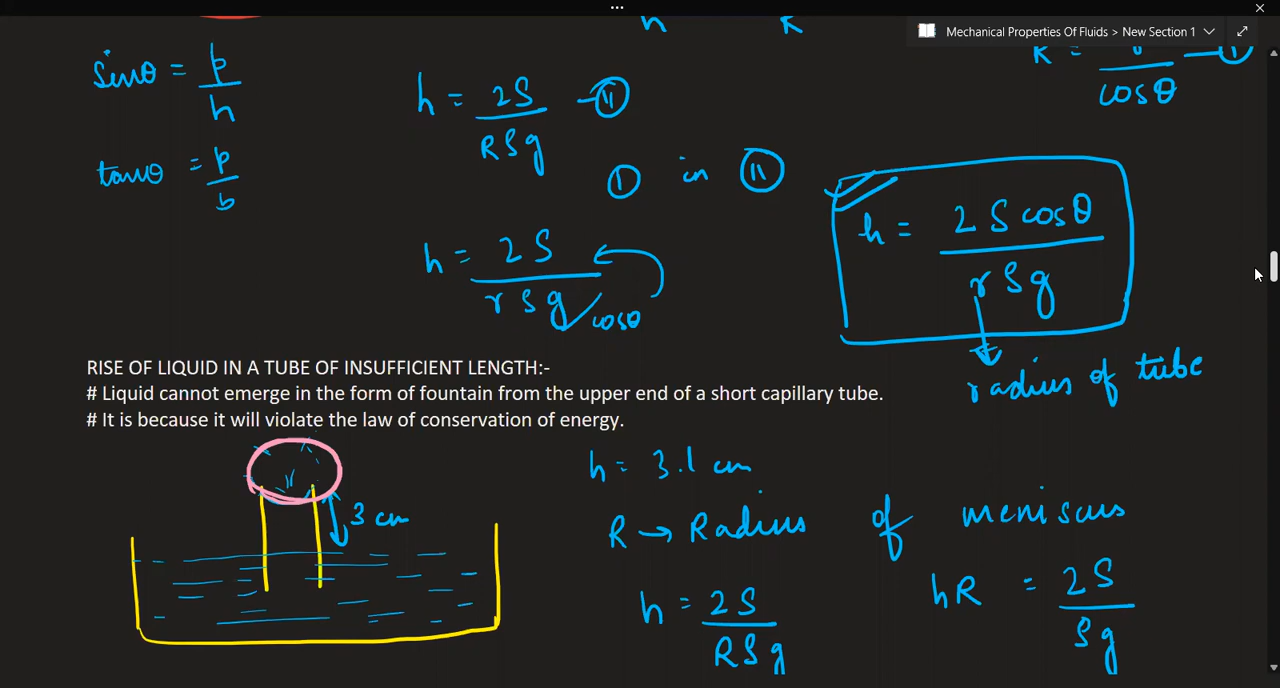 Mechanical Properties Of Fluids > New Section 1
h R
sinθ = p/h
h = 2S/Rρg — II
cosθ
tanθ = p/b
I in II
h = 2S cosθ/rρg
h = 2S/rρg/cosθ
radius of tube
RISE OF LIQUID IN A TUBE OF INSUFFICIENT LENGTH:-
# Liquid cannot emerge in the form of fountain from the upper end of a short capillary tube.
# It is because it will violate the law of conservation of energy.
h = 3.1 cm
3 cm
R → Radius of meniscus
h = 2S/Rρg
hR = 2S/ρg